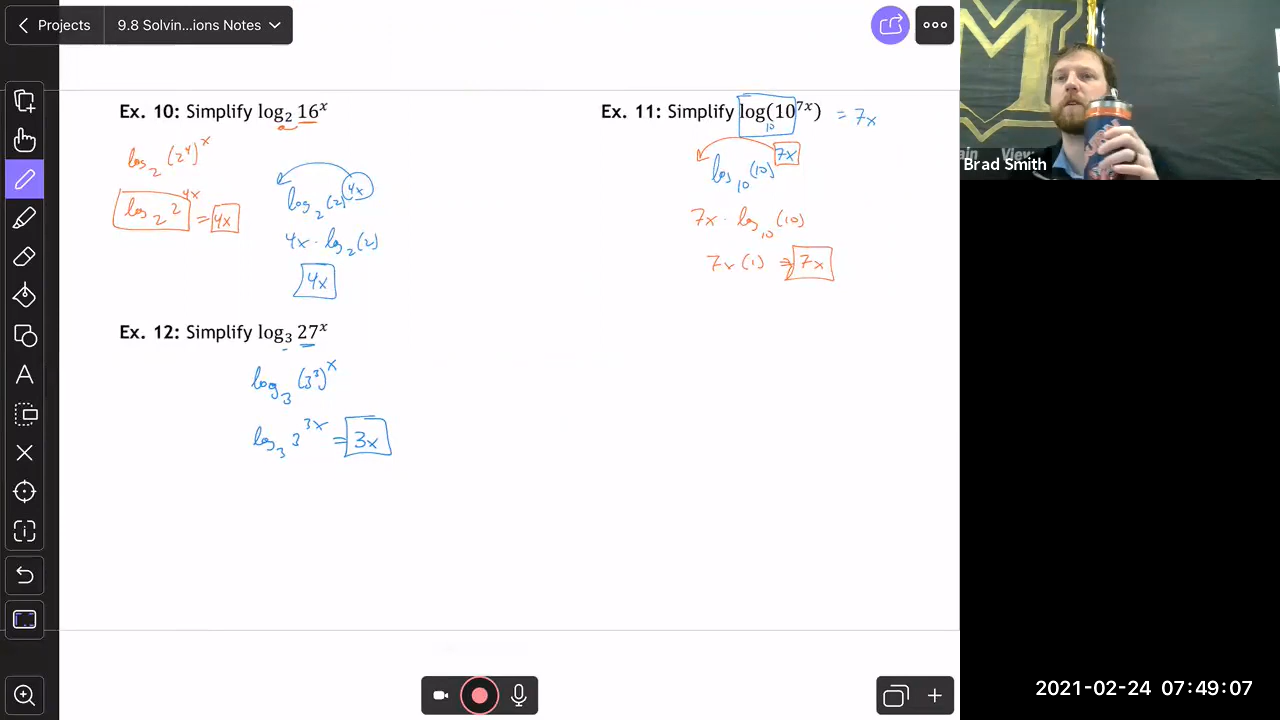 Projects
9.8 Solvin...ions Notes
Ex. 10: Simplify log₂ 16ˣ
log₂ (2⁴)ˣ
log₂ 2⁴ˣ = 4x
log₂ (2)⁴ˣ
4x · log₂ (2)
4x
Ex. 11: Simplify log(10⁷ˣ) = 7x
10
log₁₀ (10)⁷ˣ
7x · log₁₀ (10)
7x (1) ⇒ 7x
Ex. 12: Simplify log₃ 27ˣ
log₃ (3³)ˣ
log₃ 3³ˣ = 3x
M
Brad Smith
2021-02-24 07:49:07